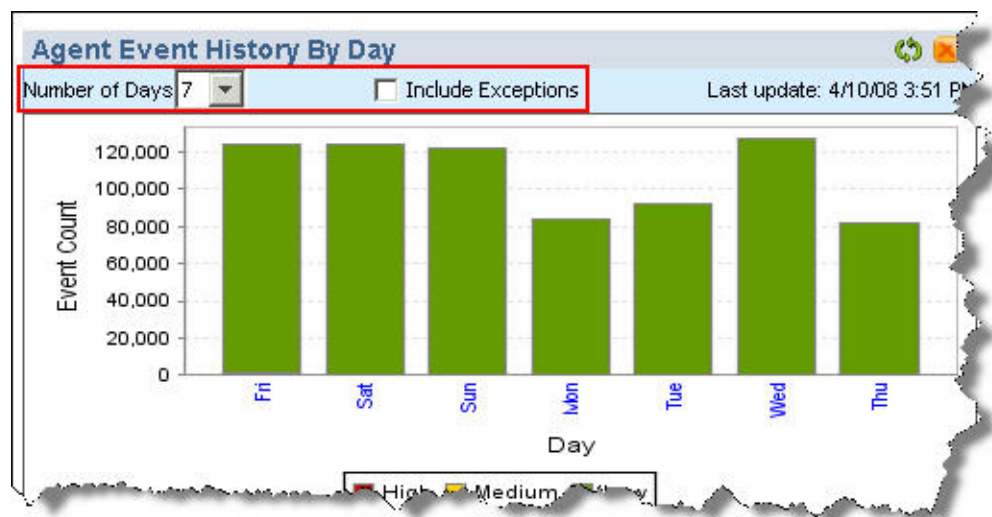 Agent Event History By Day
Number of Days 7 Include Exceptions Last update: 4/10/08 3:51
120,000
100,000
80,000
60,000
40,000
20,000
0
Event Count
Fri Sat Sun Mon Tue Wed Thu
Day
High Medium